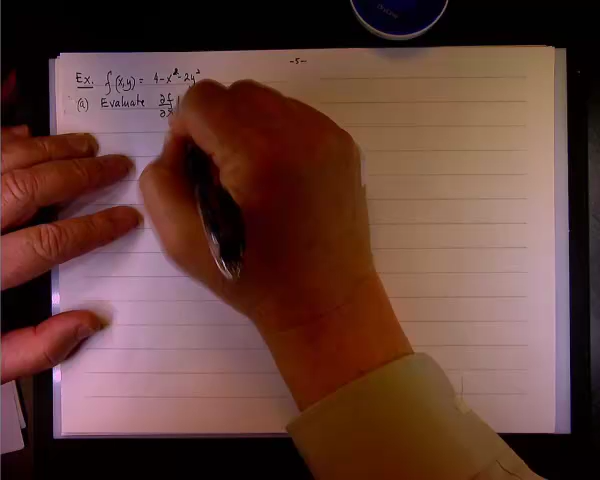 -5-
Ex. f(x,y) = 4-x²-2y²
(a) Evaluate ∂f/∂x |